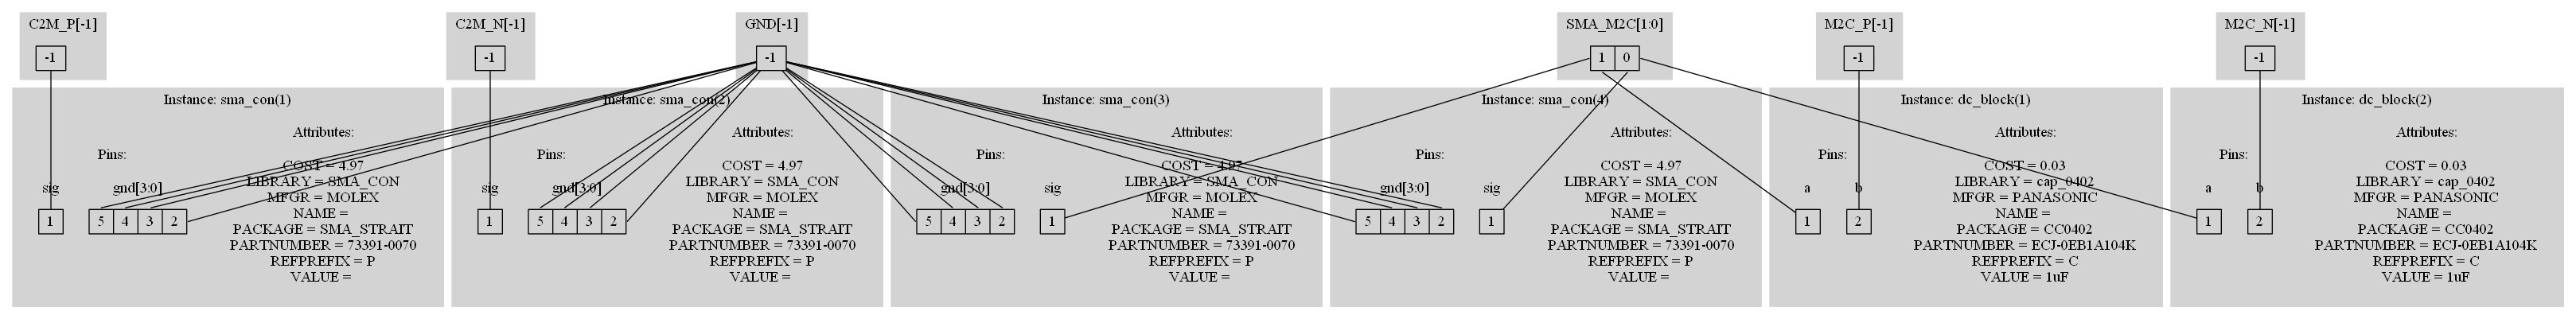 C2M_P[-1]
-1
C2M_N[-1]
-1
GND[-1]
-1
SMA_M2C[1:0]
1 0
M2C_P[-1]
-1
M2C_N[-1]
-1
Instance: sma_con(1)
Attributes:
Pins:
COST = 4.97
LIBRARY = SMA_CON
MFGR = MOLEX
NAME =
PACKAGE = SMA_STRAIT
PARTNUMBER = 73391-0070
REFPREFIX = P
VALUE =
sig
1
gnd[3:0]
5 4 3 2
Instance: sma_con(2)
Attributes:
Pins:
COST = 4.97
LIBRARY = SMA_CON
MFGR = MOLEX
NAME =
PACKAGE = SMA_STRAIT
PARTNUMBER = 73391-0070
REFPREFIX = P
VALUE =
sig
1
gnd[3:0]
5 4 3 2
Instance: sma_con(3)
Attributes:
Pins:
COST = 4.97
LIBRARY = SMA_CON
MFGR = MOLEX
NAME =
PACKAGE = SMA_STRAIT
PARTNUMBER = 73391-0070
REFPREFIX = P
VALUE =
gnd[3:0]
5 4 3 2
sig
1
Instance: sma_con(4)
Attributes:
Pins:
COST = 4.97
LIBRARY = SMA_CON
MFGR = MOLEX
NAME =
PACKAGE = SMA_STRAIT
PARTNUMBER = 73391-0070
REFPREFIX = P
VALUE =
gnd[3:0]
5 4 3 2
sig
1
Instance: dc_block(1)
Attributes:
Pins:
COST = 0.03
LIBRARY = cap_0402
MFGR = PANASONIC
NAME =
PACKAGE = CC0402
PARTNUMBER = ECJ-0EB1A104K
REFPREFIX = C
VALUE = 1uF
a
1
b
2
Instance: dc_block(2)
Attributes:
Pins:
COST = 0.03
LIBRARY = cap_0402
MFGR = PANASONIC
NAME =
PACKAGE = CC0402
PARTNUMBER = ECJ-0EB1A104K
REFPREFIX = C
VALUE = 1uF
a
1
b
2